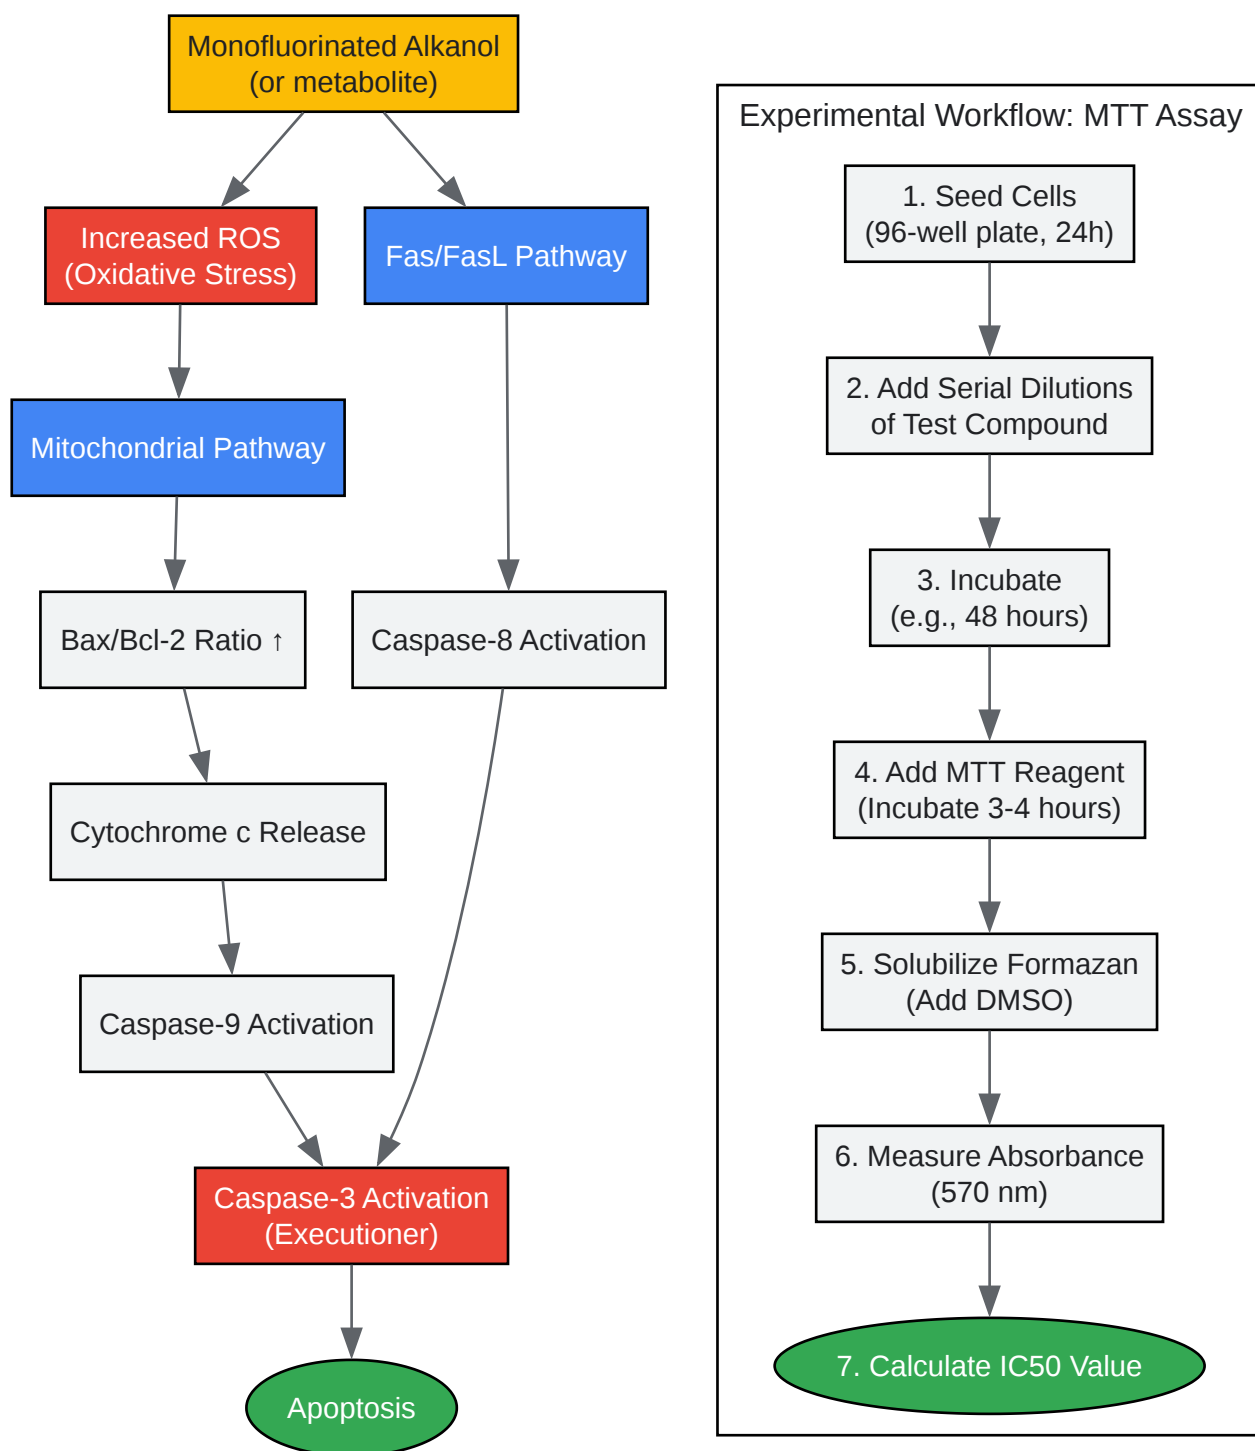 Monofluorinated Alkanol
(or metabolite)
Increased ROS
(Oxidative Stress)
Fas/FasL Pathway
Mitochondrial Pathway
Bax/Bcl-2 Ratio ↑
Caspase-8 Activation
Cytochrome c Release
Caspase-9 Activation
Caspase-3 Activation
(Executioner)
Apoptosis
Experimental Workflow: MTT Assay
1. Seed Cells
(96-well plate, 24h)
2. Add Serial Dilutions
of Test Compound
3. Incubate
(e.g., 48 hours)
4. Add MTT Reagent
(Incubate 3-4 hours)
5. Solubilize Formazan
(Add DMSO)
6. Measure Absorbance
(570 nm)
7. Calculate IC50 Value